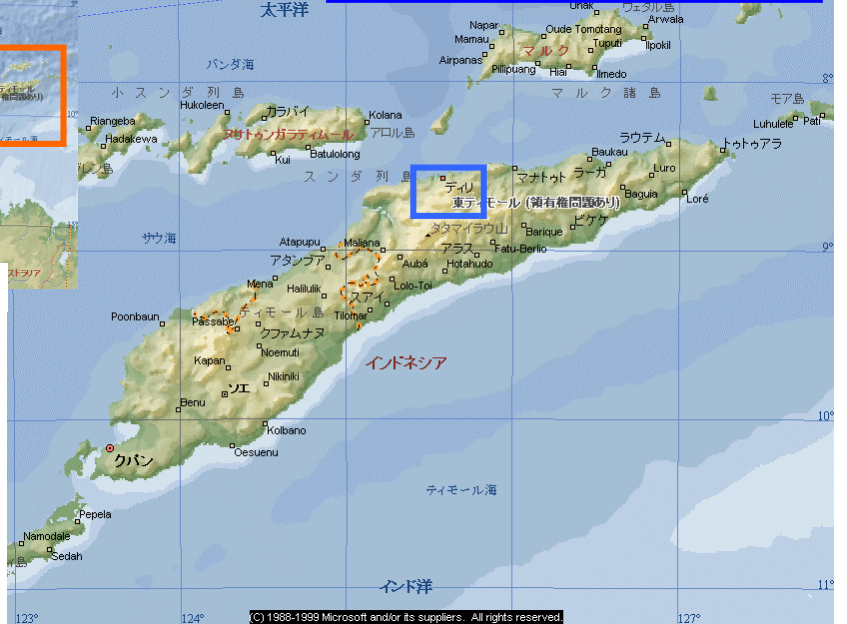 太平洋
ウェタル島
Arwala
Napar
Oude Tomotang
Mamau
Tuputi
Ilpokil
Airpanas
マルク
Pilipuang
Hiai
Ilmedo
バンダ海
8°
小スンダ列島
マルク諸島
モア島
Hukoleen
カラバイ
Kolana
Luhulele
Pati
Riangeba
ヌサトゥンガラティムール
アロル島
Hadakewa
Kui
Batulolong
ラウテム
トゥトゥアラ
Baukau
スンダ列島
マナトゥト
ラーガ
Luro
ディリ
Baguia
Loré
東ティモール (領有権問題あり)
ビケケ
タタマイラウ山
Barique
サウ海
Atapupu
Maliana
アラス
Fatu-Berlio
9°
アタンブア
Aubá
Hotahudo
Mena
Halilulik
Lolo-Toi
スアイ
ティモール島
Poonbaun
Passabe
Tilomar
クファムナヌ
Noemuti
インドネシア
Kapan
Nikiniki
ソエ
Benu
10°
Kolbano
クバン
Oesuenu
ティモール海
Pepela
Namodale
Sedah
インド洋
11°
123°
124°
127°
(C) 1988-1999 Microsoft and/or its suppliers. All rights reserved.